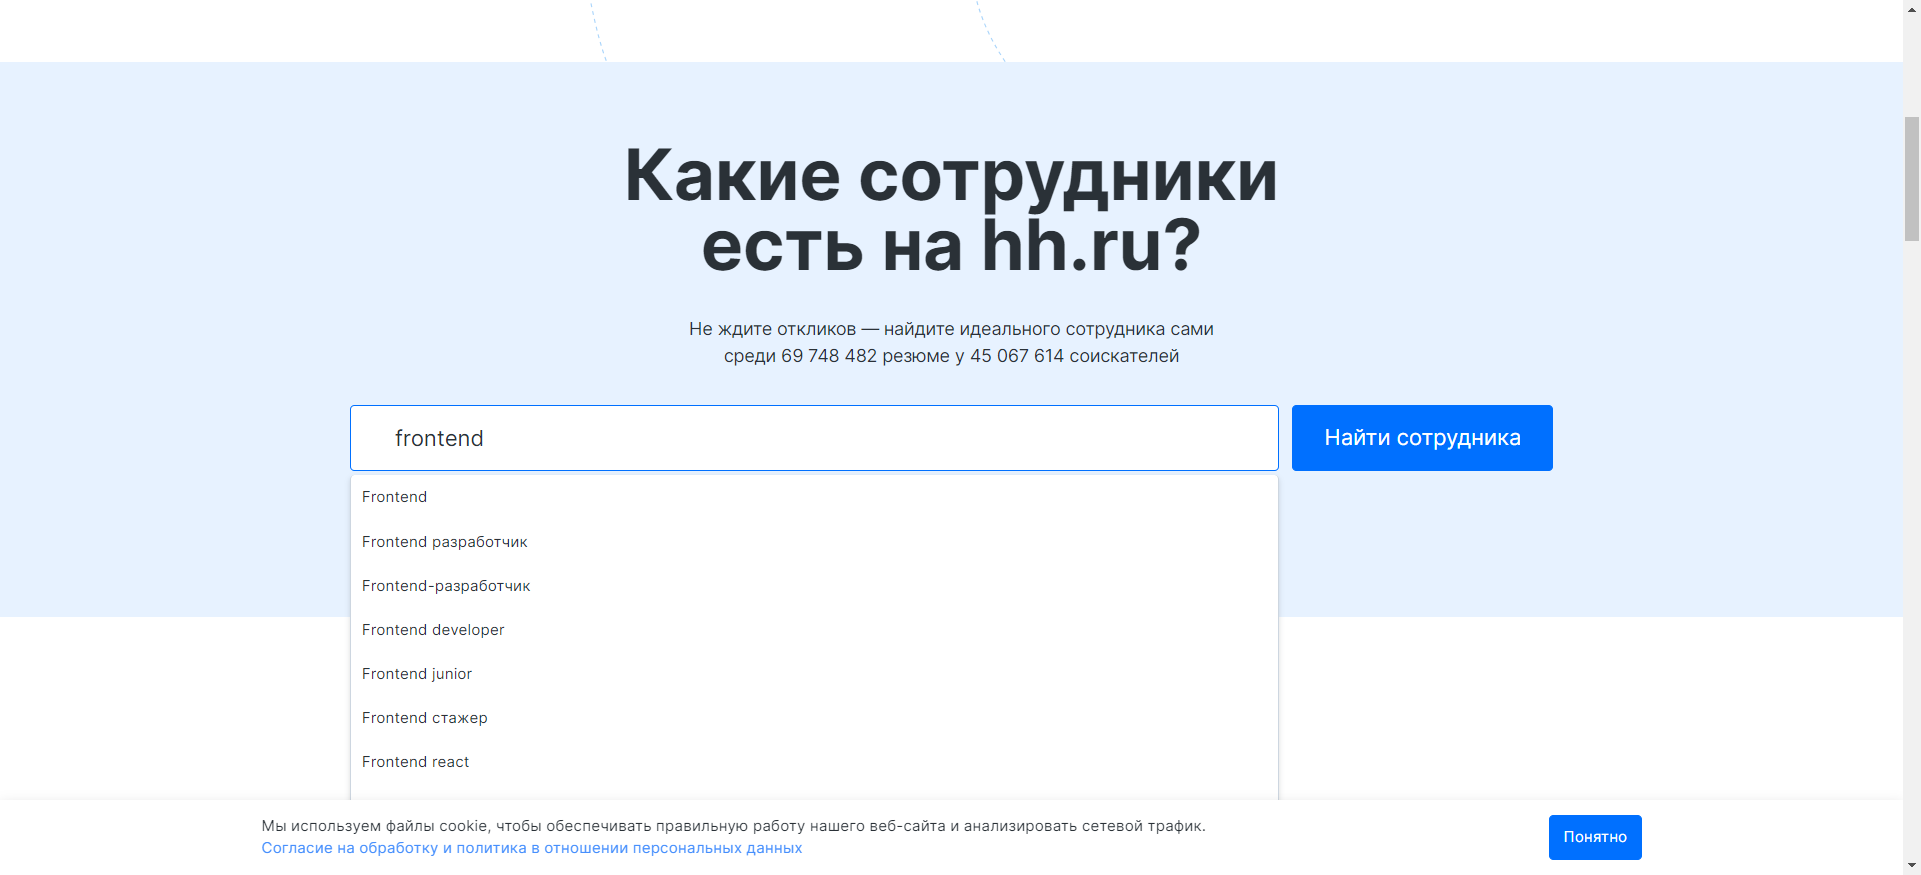 Какие сотрудники
есть на hh.ru?
Не ждите откликов — найдите идеального сотрудника сами
среди 69 748 482 резюме у 45 067 614 соискателей
frontend
Найти сотрудника
Frontend
Frontend разработчик
Frontend-разработчик
Frontend developer
Frontend junior
Frontend стажер
Frontend react
Мы используем файлы cookie, чтобы обеспечивать правильную работу нашего веб-сайта и анализировать сетевой трафик.
Согласие на обработку и политика в отношении персональных данных
Понятно